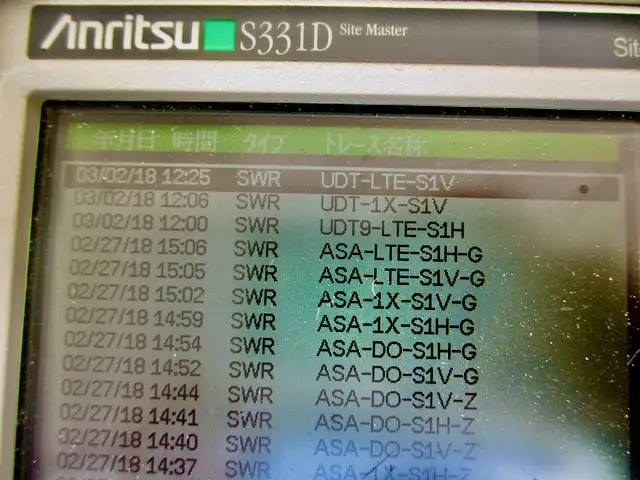 Anritsu S331D Site Master
Sit
年月日 時間 タイプ トレース名称
03/02/18 12:25 SWR UDT-LTE-S1V
03/02/18 12:06 SWR UDT-1X-S1V
03/02/18 12:00 SWR UDT9-LTE-S1H
02/27/18 15:06 SWR ASA-LTE-S1H-G
02/27/18 15:05 SWR ASA-LTE-S1V-G
02/27/18 15:02 SWR ASA-1X-S1V-G
02/27/18 14:59 SWR ASA-1X-S1H-G
02/27/18 14:54 SWR ASA-DO-S1H-G
02/27/18 14:52 SWR ASA-DO-S1V-G
02/27/18 14:44 SWR ASA-DO-S1V-Z
02/27/18 14:41 SWR ASA-DO-S1H-Z
02/27/18 14:40 SWR ASA-DO-S1V-Z
02/27/18 14:37 SWR ASA-1X-S1H-Z